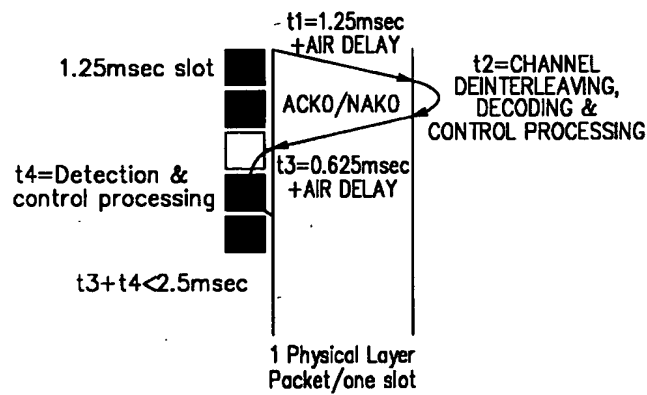 t1=1.25msec
+AIR DELAY
1.25msec slot
t2=CHANNEL
DEINTERLEAVING,
DECODING &
CONTROL PROCESSING
ACK0/NAK0
t4=Detection &
control processing
t3=0.625msec
+AIR DELAY
t3+t4<2.5msec
1 Physical Layer
Packet/one slot